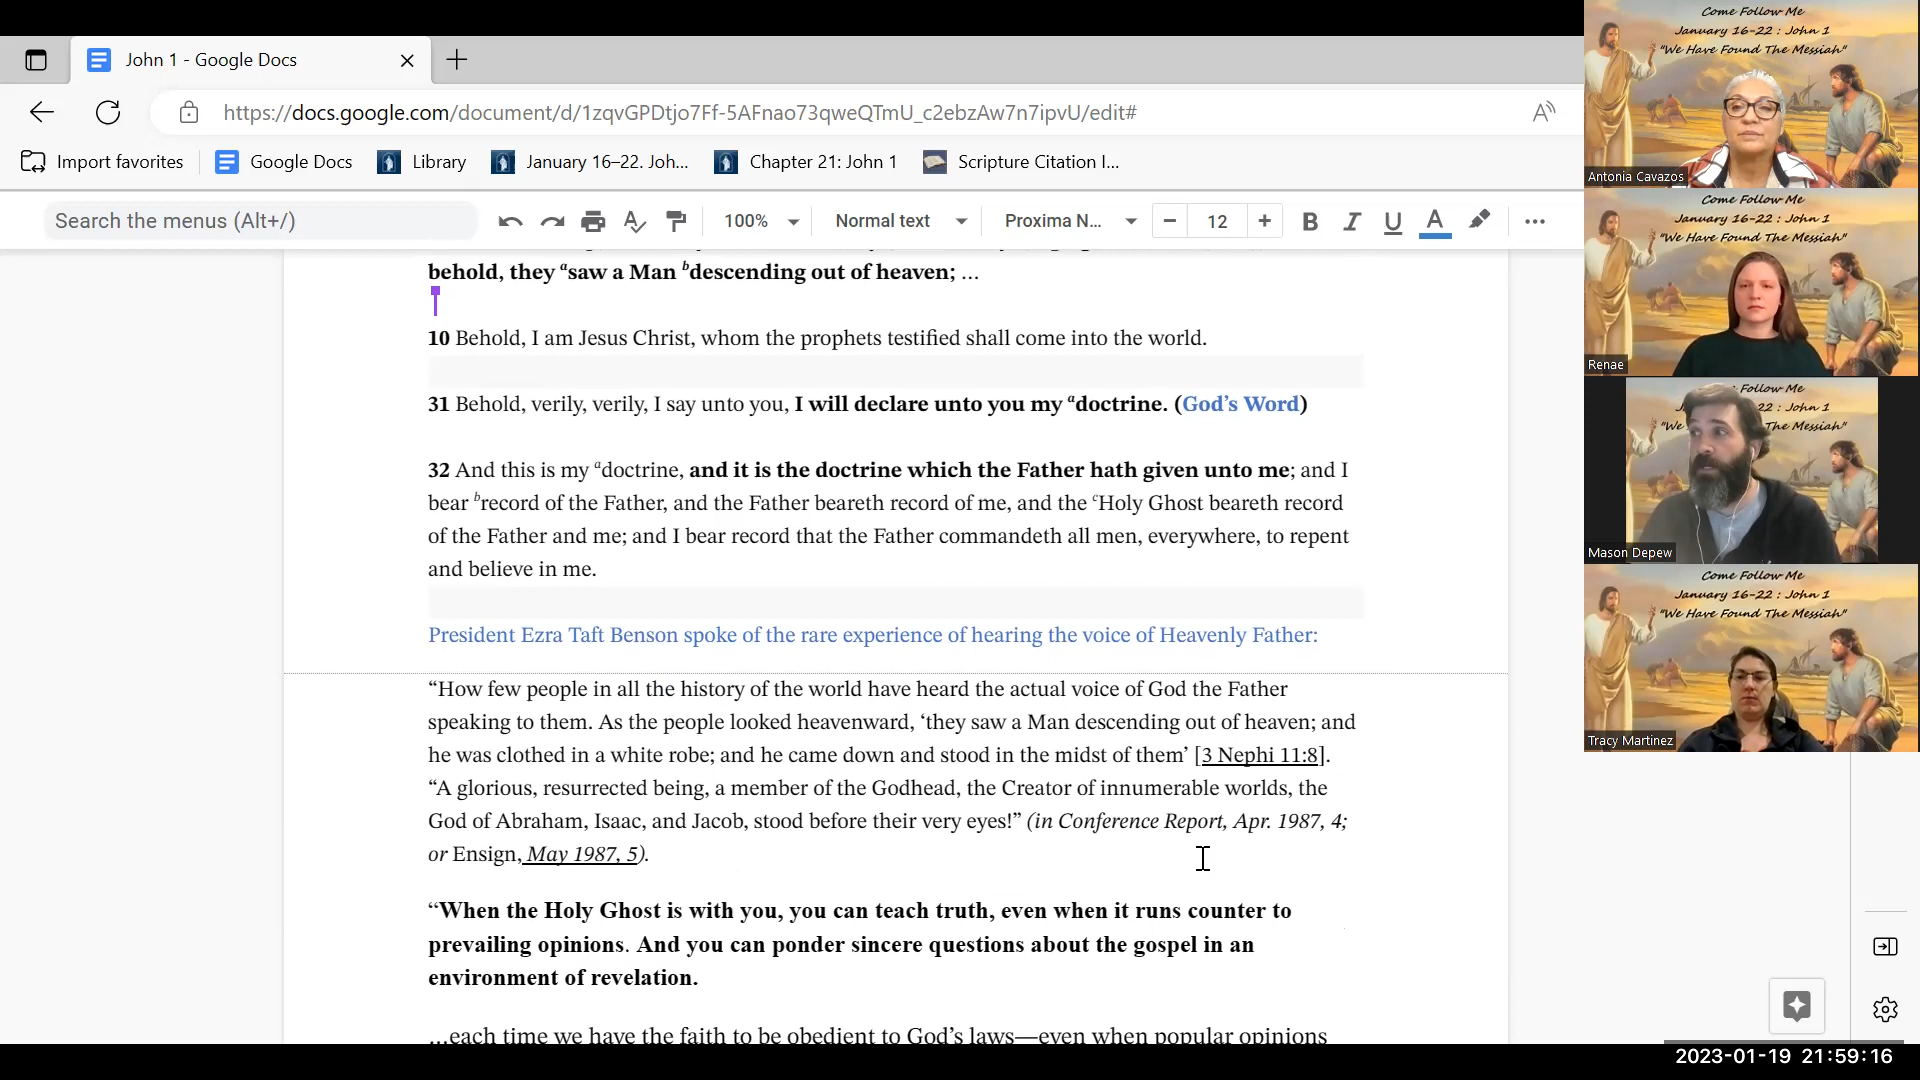 John 1 - Google Docs
https://docs.google.com/document/d/1zqvGPDtjo7Ff-5AFnao73qweQTmU_c2ebzAw7n7ipvU/edit#
Import favorites
Google Docs
Library
January 16–22. Joh...
Chapter 21: John 1
Scripture Citation I...
Search the menus (Alt+/)
100%
Normal text
Proxima N...
12
B
I
U
A
behold, they ᵃsaw a Man ᵇdescending out of heaven; …
10 Behold, I am Jesus Christ, whom the prophets testified shall come into the world.
31 Behold, verily, verily, I say unto you, I will declare unto you my ᵃdoctrine. (God's Word)
32 And this is my ᵃdoctrine, and it is the doctrine which the Father hath given unto me; and I
bear ᵇrecord of the Father, and the Father beareth record of me, and the ᶜHoly Ghost beareth record
of the Father and me; and I bear record that the Father commandeth all men, everywhere, to repent
and believe in me.
President Ezra Taft Benson spoke of the rare experience of hearing the voice of Heavenly Father:
“How few people in all the history of the world have heard the actual voice of God the Father
speaking to them. As the people looked heavenward, ‘they saw a Man descending out of heaven; and
he was clothed in a white robe; and he came down and stood in the midst of them’ [3 Nephi 11:8].
“A glorious, resurrected being, a member of the Godhead, the Creator of innumerable worlds, the
God of Abraham, Isaac, and Jacob, stood before their very eyes!” (in Conference Report, Apr. 1987, 4;
or Ensign, May 1987, 5).
“When the Holy Ghost is with you, you can teach truth, even when it runs counter to
prevailing opinions. And you can ponder sincere questions about the gospel in an
environment of revelation.
…each time we have the faith to be obedient to God’s laws—even when popular opinions
Come Follow Me
January 16-22 : John 1
"We Have Found The Messiah"
Antonia Cavazos
Come Follow Me
January 16-22 : John 1
"We Have Found The Messiah"
Renae
Follow Me
22 : John 1
"We The Messiah"
Mason Depew
Come Follow Me
January 16-22 : John 1
"We Have Found The Messiah"
Tracy Martinez
2023-01-19 21:59:16